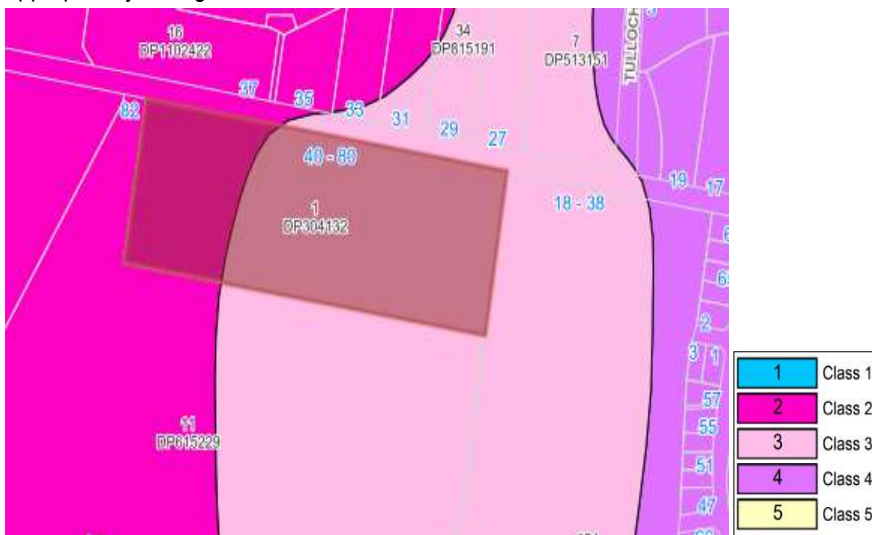 16
DP1102422
34
DP815191
7
DP513151
TULLOCH
82
37
35
33
31
29
27
40 - 80
1
DP304132
18 - 38
19
17
2
3
1
57
55
51
47
11
DP615229
1 Class 1
2 Class 2
3 Class 3
4 Class 4
5 Class 5